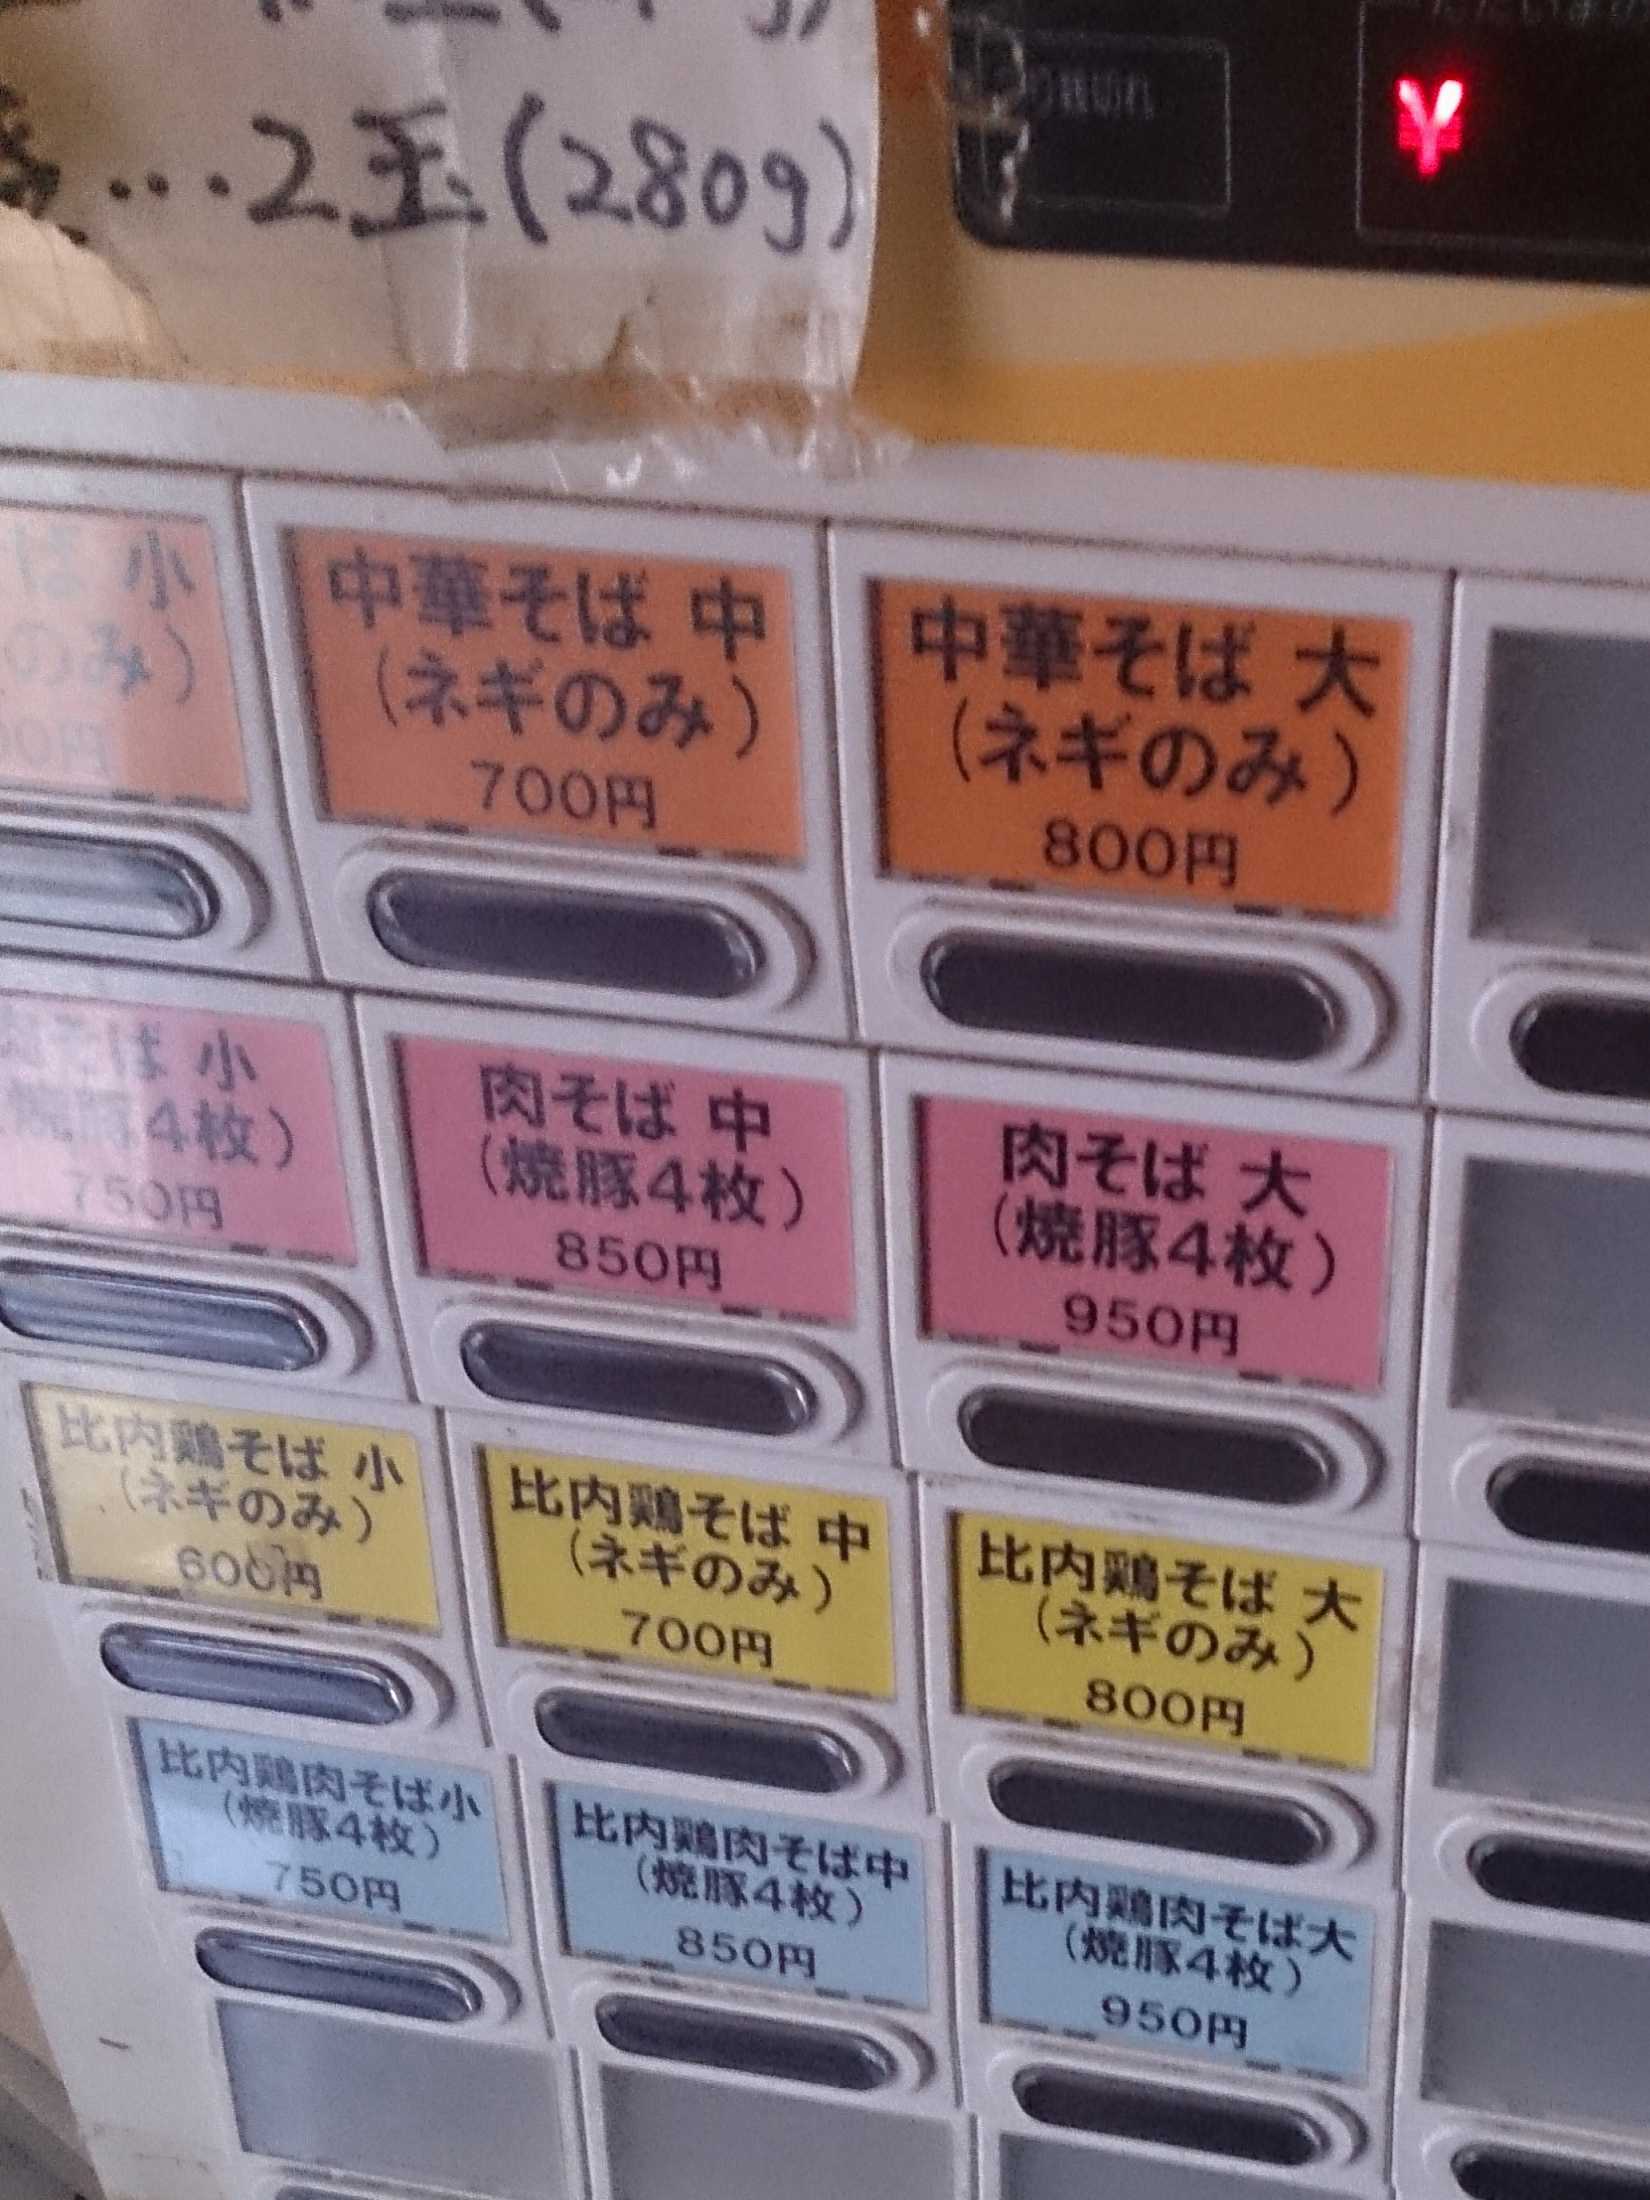 …2玉(280g)
¥
そば 小
のみ)
00円
中華そば 中
(ネギのみ)
700円
中華そば 大
(ネギのみ)
800円
肉そば 小
(焼豚4枚)
750円
肉そば 中
(焼豚4枚)
850円
肉そば 大
(焼豚4枚)
950円
比内鶏そば 小
(ネギのみ)
600円
比内鶏そば 中
(ネギのみ)
700円
比内鶏そば 大
(ネギのみ)
800円
比内鶏肉そば小
(焼豚4枚)
750円
比内鶏肉そば中
(焼豚4枚)
850円
比内鶏肉そば大
(焼豚4枚)
950円